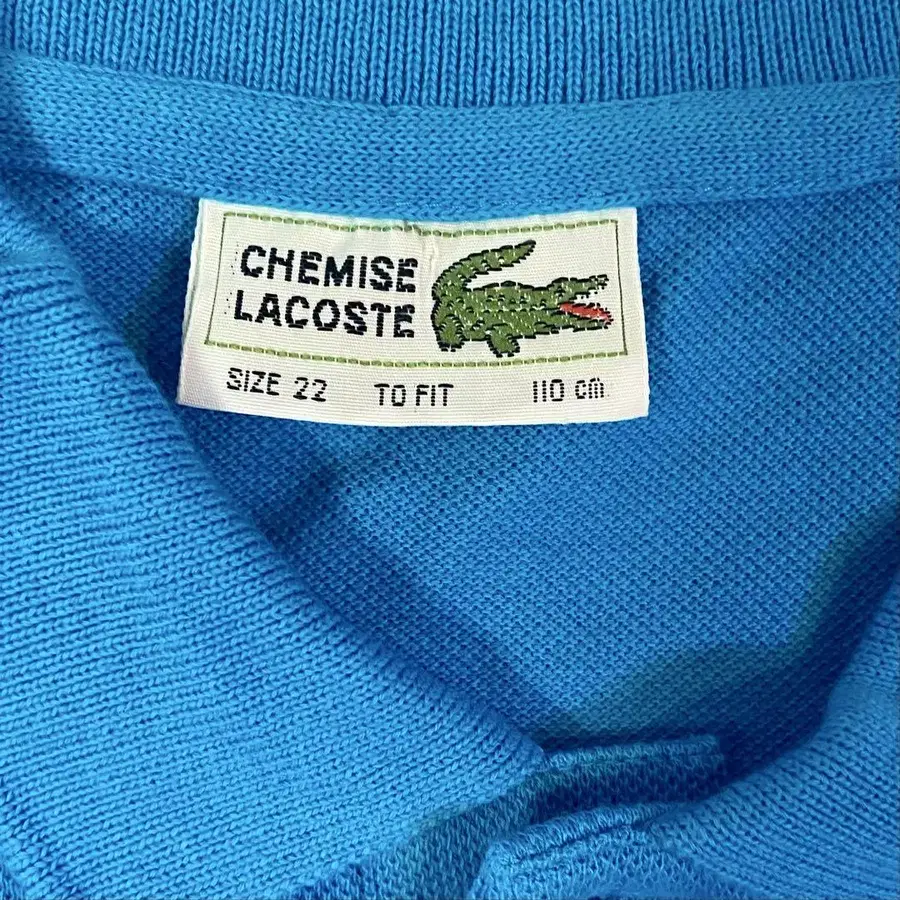 CHEMISE
LACOSTE
SIZE 22 TO FIT 110 cm